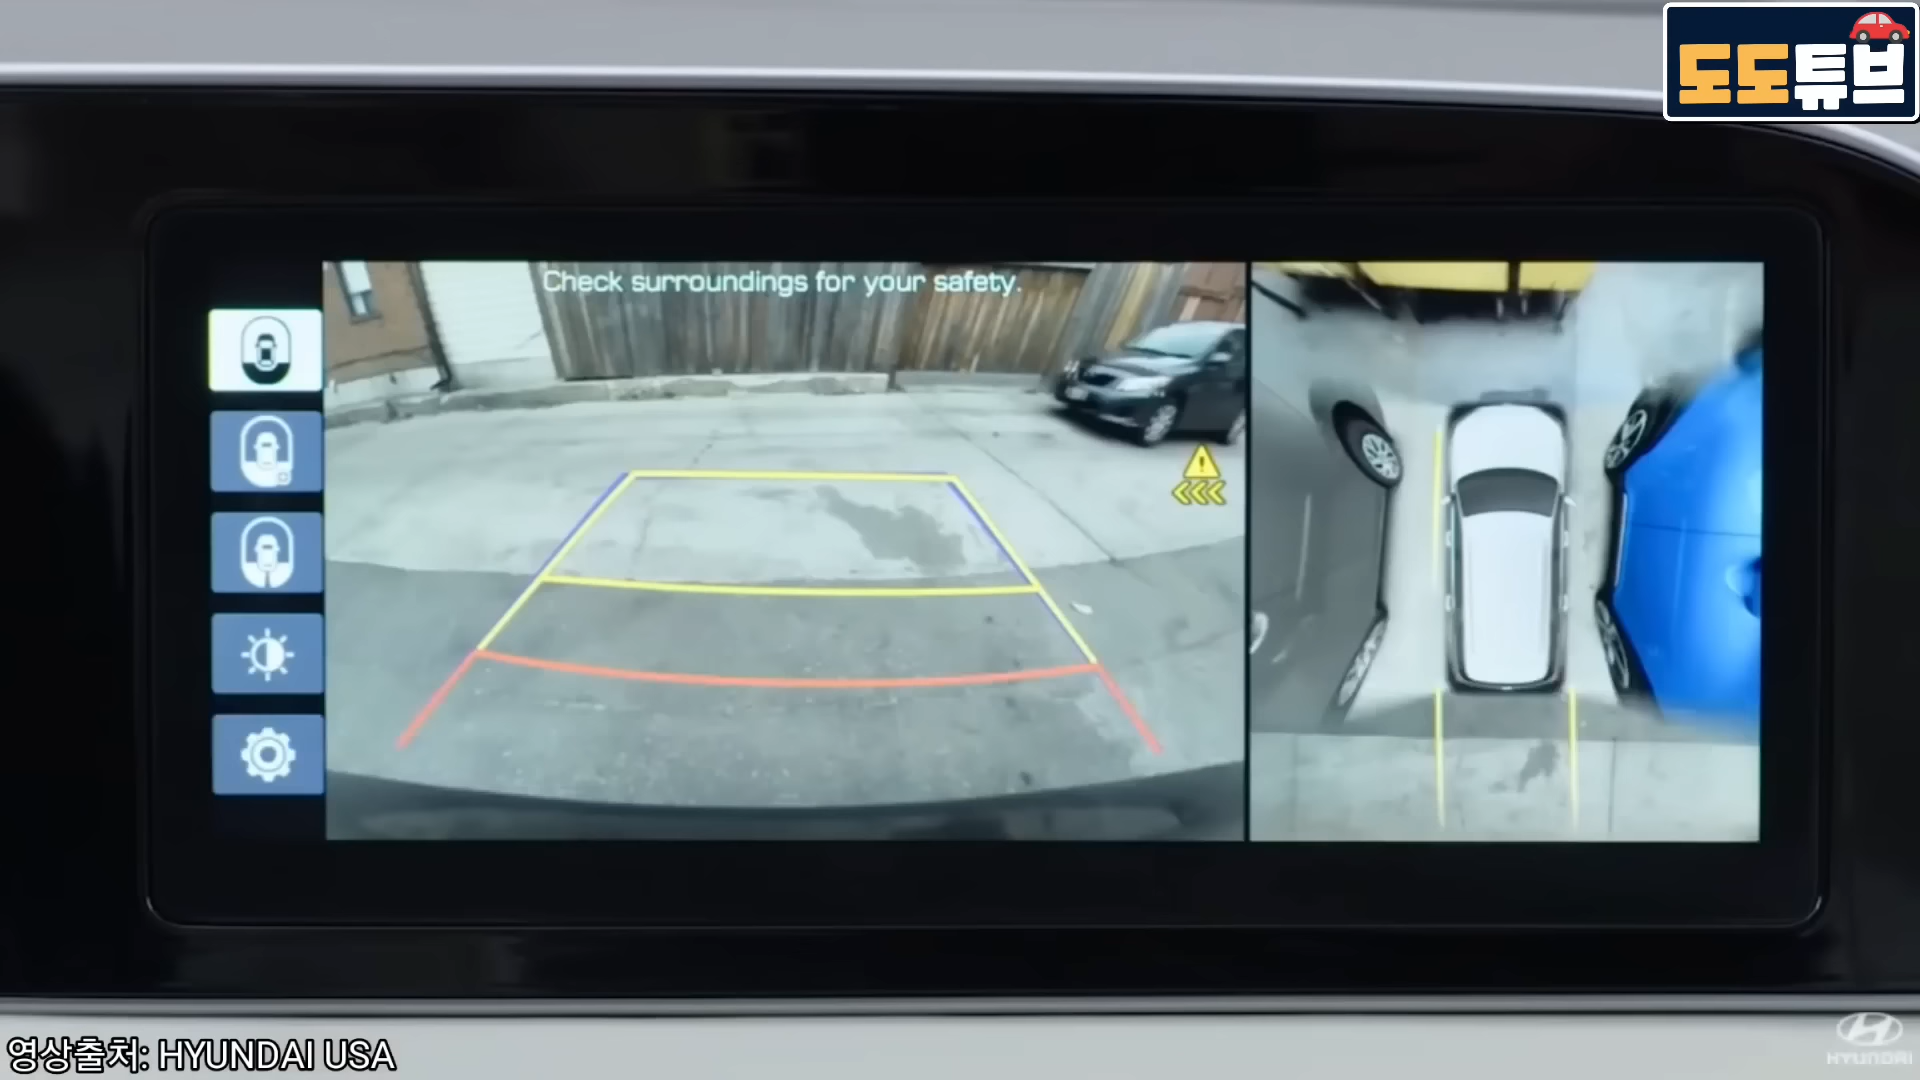 도도튜브
Check surroundings for your safety.
영상출처: HYUNDAI USA
HYUNDAI